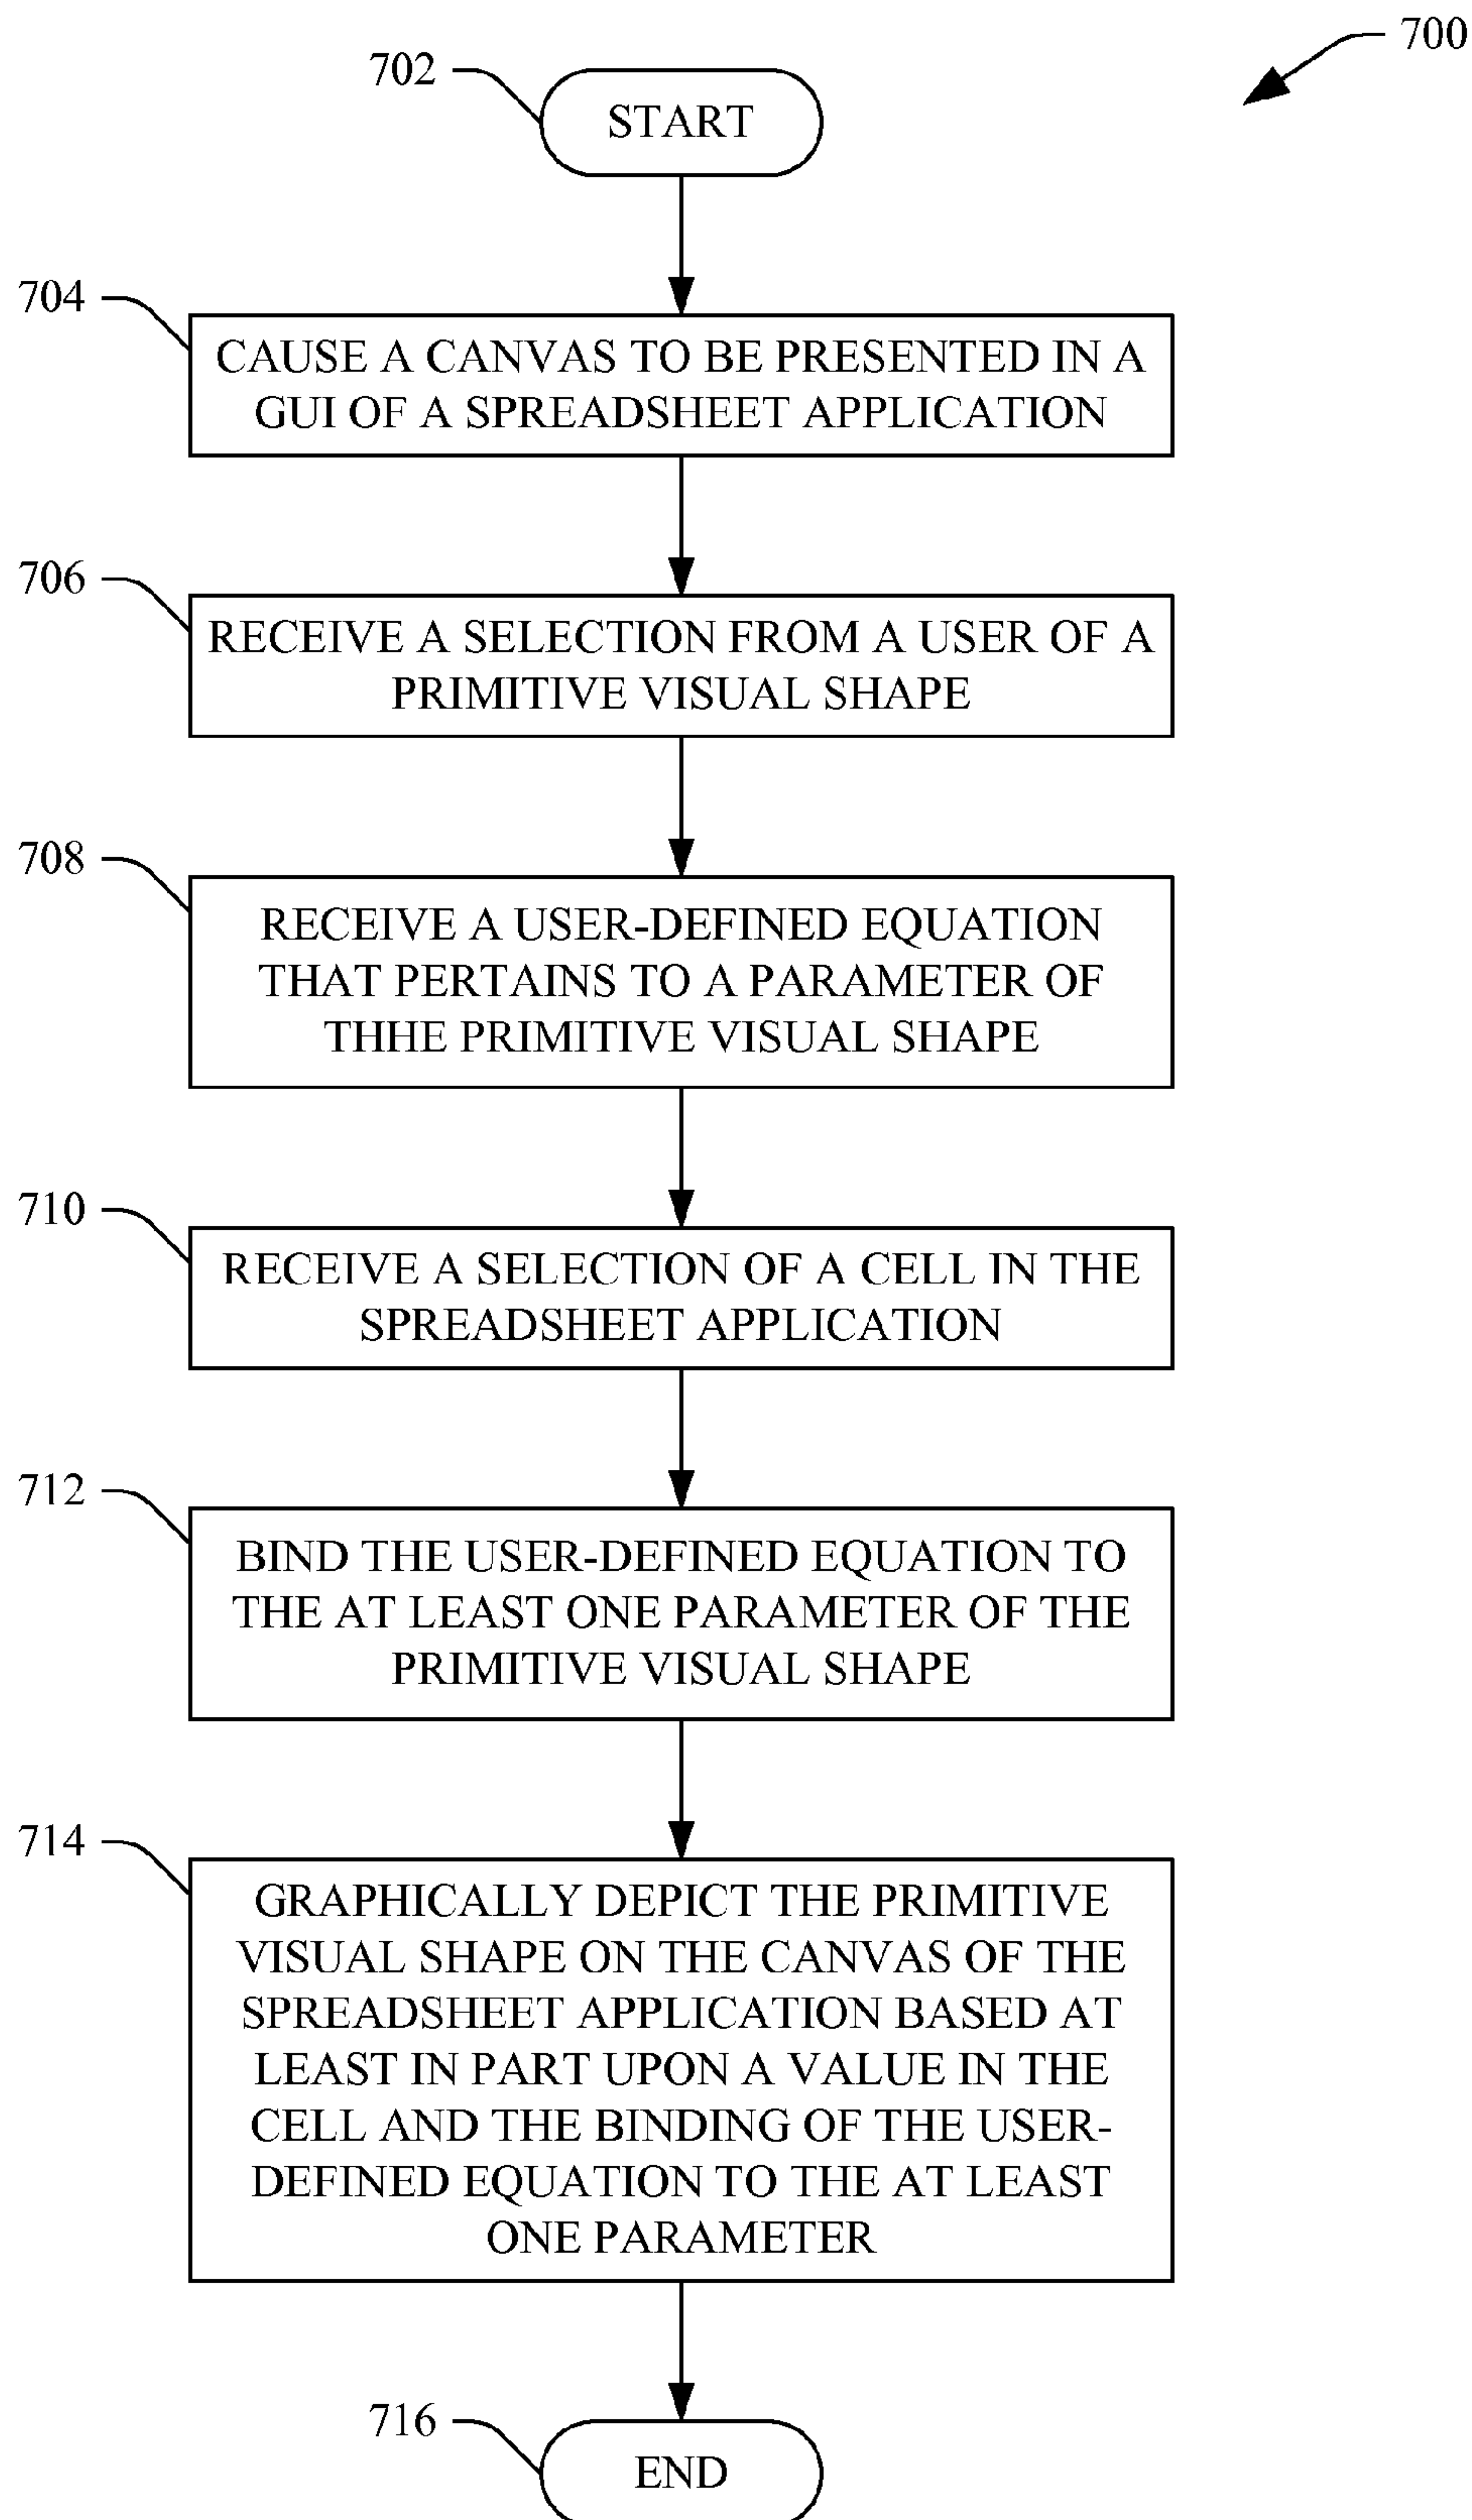 700
702
START
704
CAUSE A CANVAS TO BE PRESENTED IN A
GUI OF A SPREADSHEET APPLICATION
706
RECEIVE A SELECTION FROM A USER OF A
PRIMITIVE VISUAL SHAPE
708
RECEIVE A USER-DEFINED EQUATION
THAT PERTAINS TO A PARAMETER OF
THHE PRIMITIVE VISUAL SHAPE
710
RECEIVE A SELECTION OF A CELL IN THE
SPREADSHEET APPLICATION
712
BIND THE USER-DEFINED EQUATION TO
THE AT LEAST ONE PARAMETER OF THE
PRIMITIVE VISUAL SHAPE
714
GRAPHICALLY DEPICT THE PRIMITIVE
VISUAL SHAPE ON THE CANVAS OF THE
SPREADSHEET APPLICATION BASED AT
LEAST IN PART UPON A VALUE IN THE
CELL AND THE BINDING OF THE USER-
DEFINED EQUATION TO THE AT LEAST
ONE PARAMETER
716
END